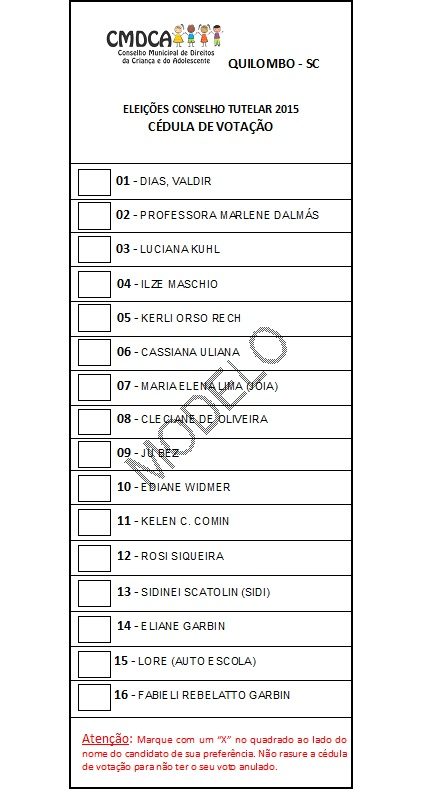 CMDCA
Conselho Municipal de Direitos
da Criança e do Adolescente
QUILOMBO - SC
ELEIÇÕES CONSELHO TUTELAR 2015
CÉDULA DE VOTAÇÃO
01 - DIAS, VALDIR
02 - PROFESSORA MARLENE DALMÁS
03 - LUCIANA KUHL
04 - ILZE MASCHIO
05 - KERLI ORSO RECH
06 - CASSIANA ULIANA
07 - MARIA ELENA LIMA (JÓIA)
08 - CLECIANE DE OLIVEIRA
09 - JU BEZ
10 - EDIANE WIDMER
11 - KELEN C. COMIN
12 - ROSI SIQUEIRA
13 - SIDINEI SCATOLIN (SIDI)
14 - ELIANE GARBIN
15 - LORE (AUTO ESCOLA)
16 - FABIELI REBELATTO GARBIN
MODELO
Atenção: Marque com um “X” no quadrado ao lado do
nome do candidato de sua preferência. Não rasure a cédula
de votação para não ter o seu voto anulado.